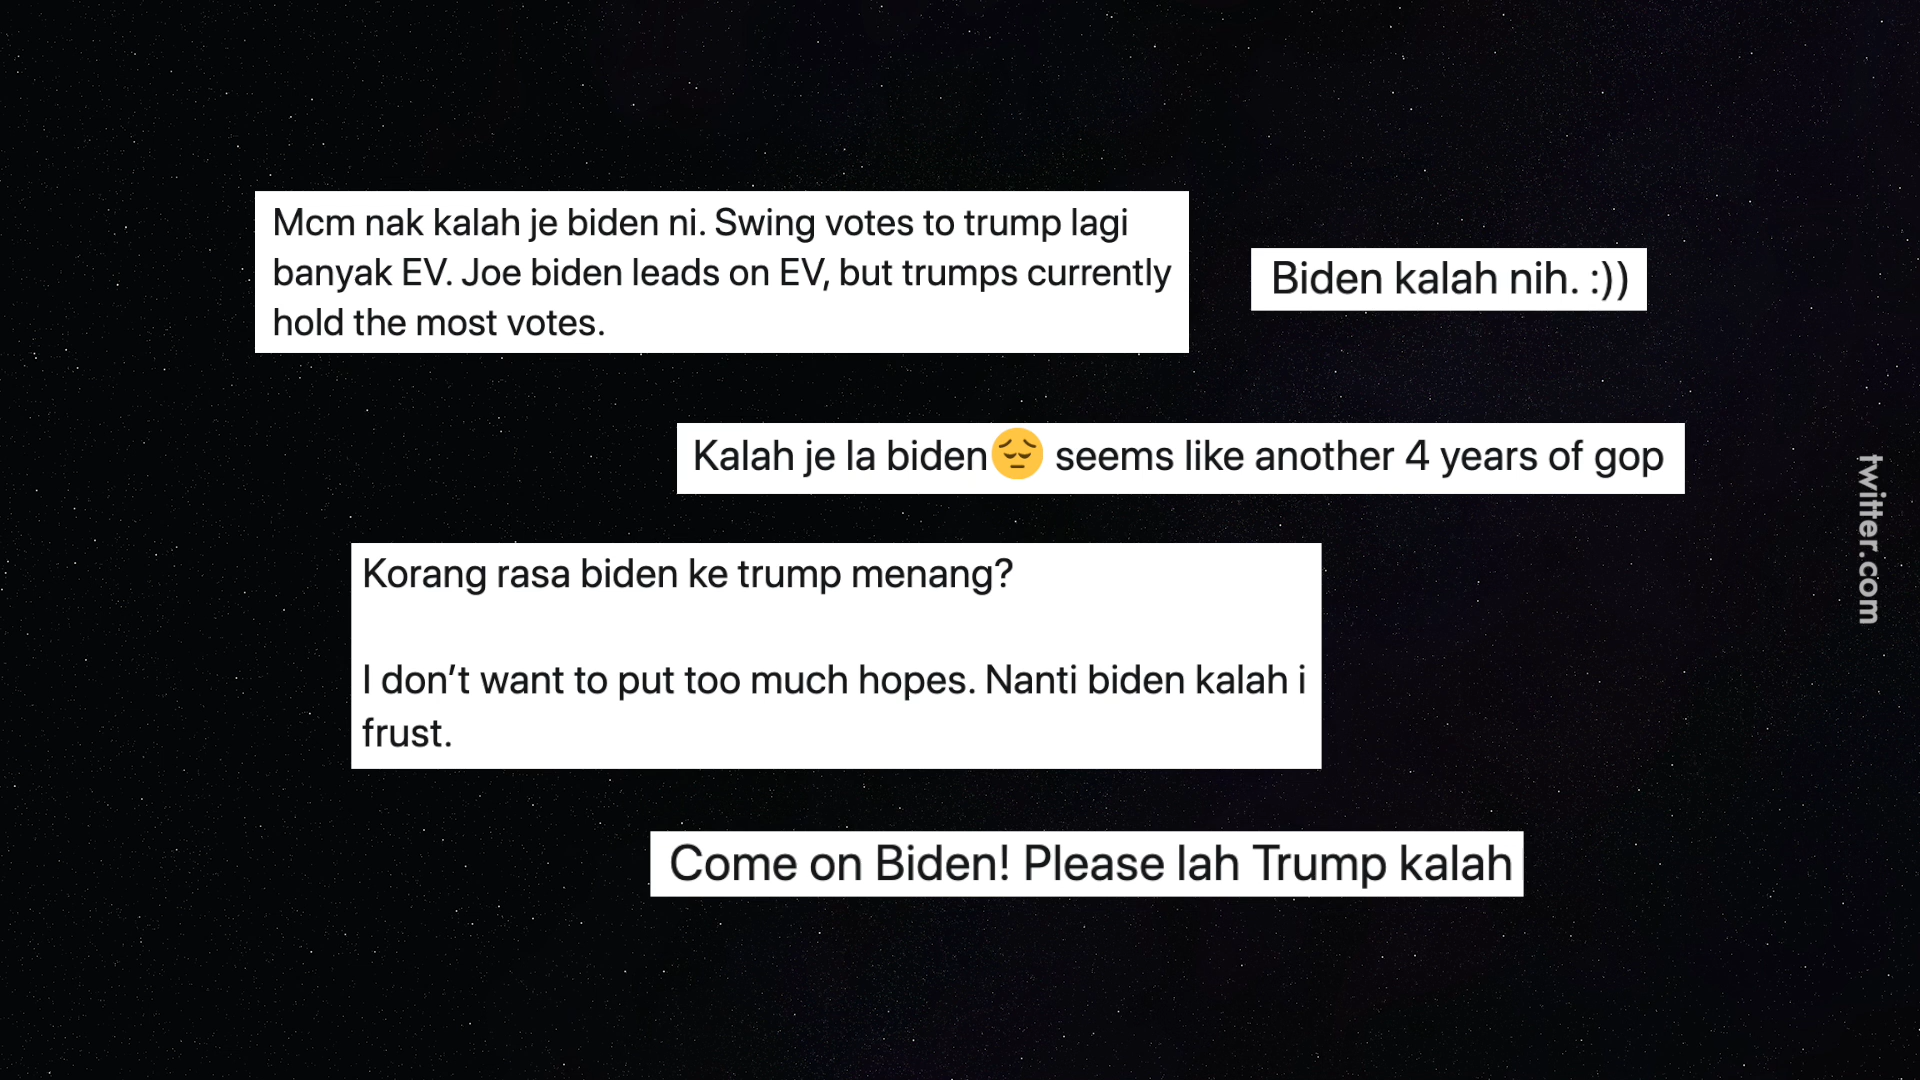 Mcm nak kalah je biden ni. Swing votes to trump lagi
banyak EV. Joe biden leads on EV, but trumps currently
hold the most votes.
Biden kalah nih. :))
Kalah je la biden😔 seems like another 4 years of gop
Korang rasa biden ke trump menang?
I don’t want to put too much hopes. Nanti biden kalah i
frust.
Come on Biden! Please lah Trump kalah
twitter.com